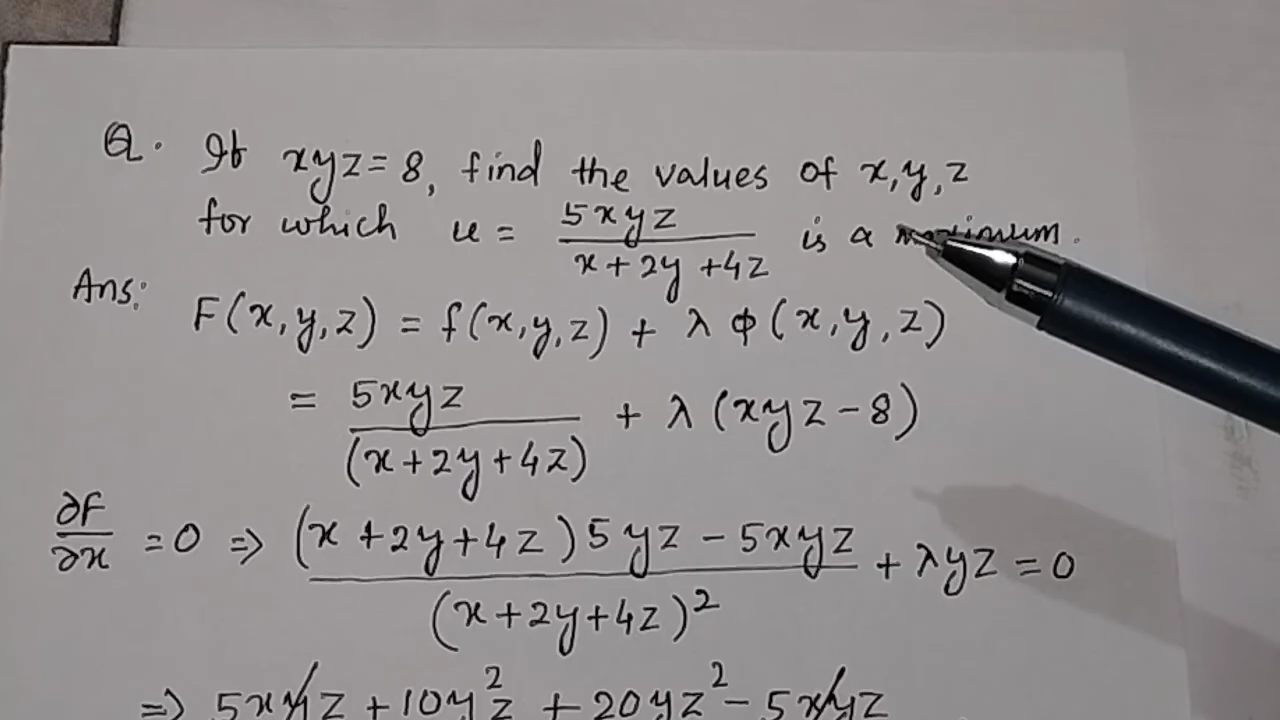 Q. If xyz=8, find the values of x,y,z
for which u = 5xyz / x+2y+4z is a maximum.
Ans: F(x,y,z) = f(x,y,z) + λ φ(x,y,z)
= 5xyz / (x+2y+4z) + λ (xyz-8)
∂F/∂x =0 ⇒ (x+2y+4z)5yz - 5xyz / (x+2y+4z)² + λyz =0
⇒ 5xyz + 10y²z + 20yz² - 5xyz